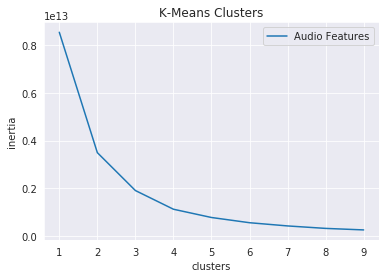 K-Means Clusters
1e13
Audio Features
0.8
0.6
0.4
0.2
0.0
inertia
1 2 3 4 5 6 7 8 9
clusters